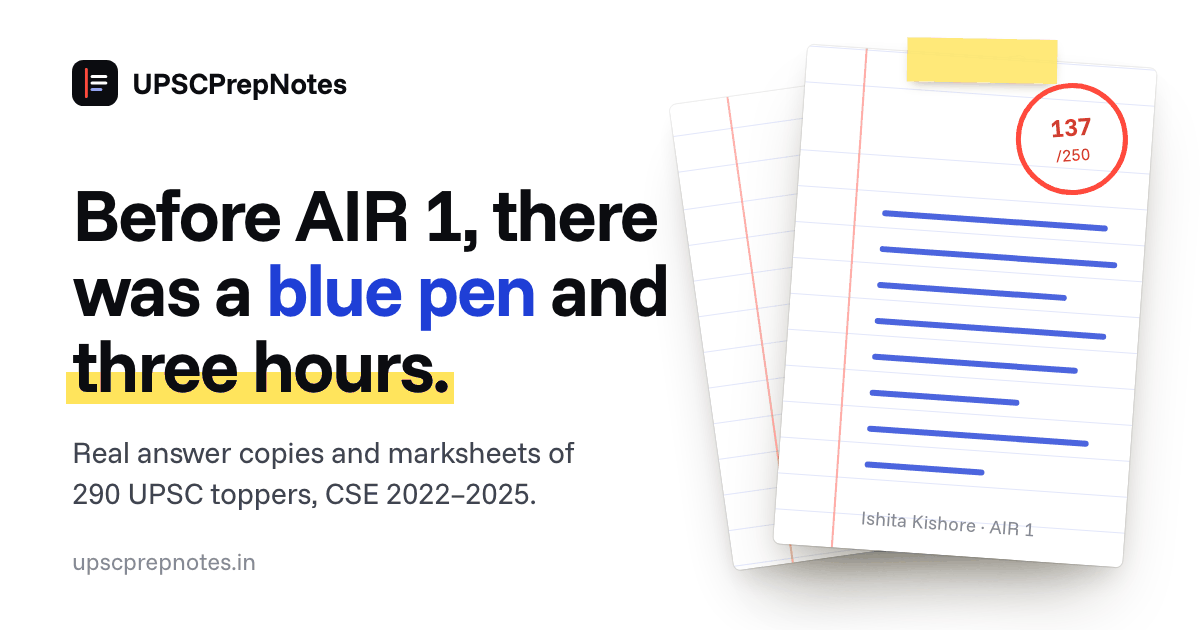 UPSCPrepNotes
Before AIR 1, there
was a blue pen and
three hours.
Real answer copies and marksheets of
290 UPSC toppers, CSE 2022–2025.
upscprepnotes.in
137
/250
Ishita Kishore · AIR 1